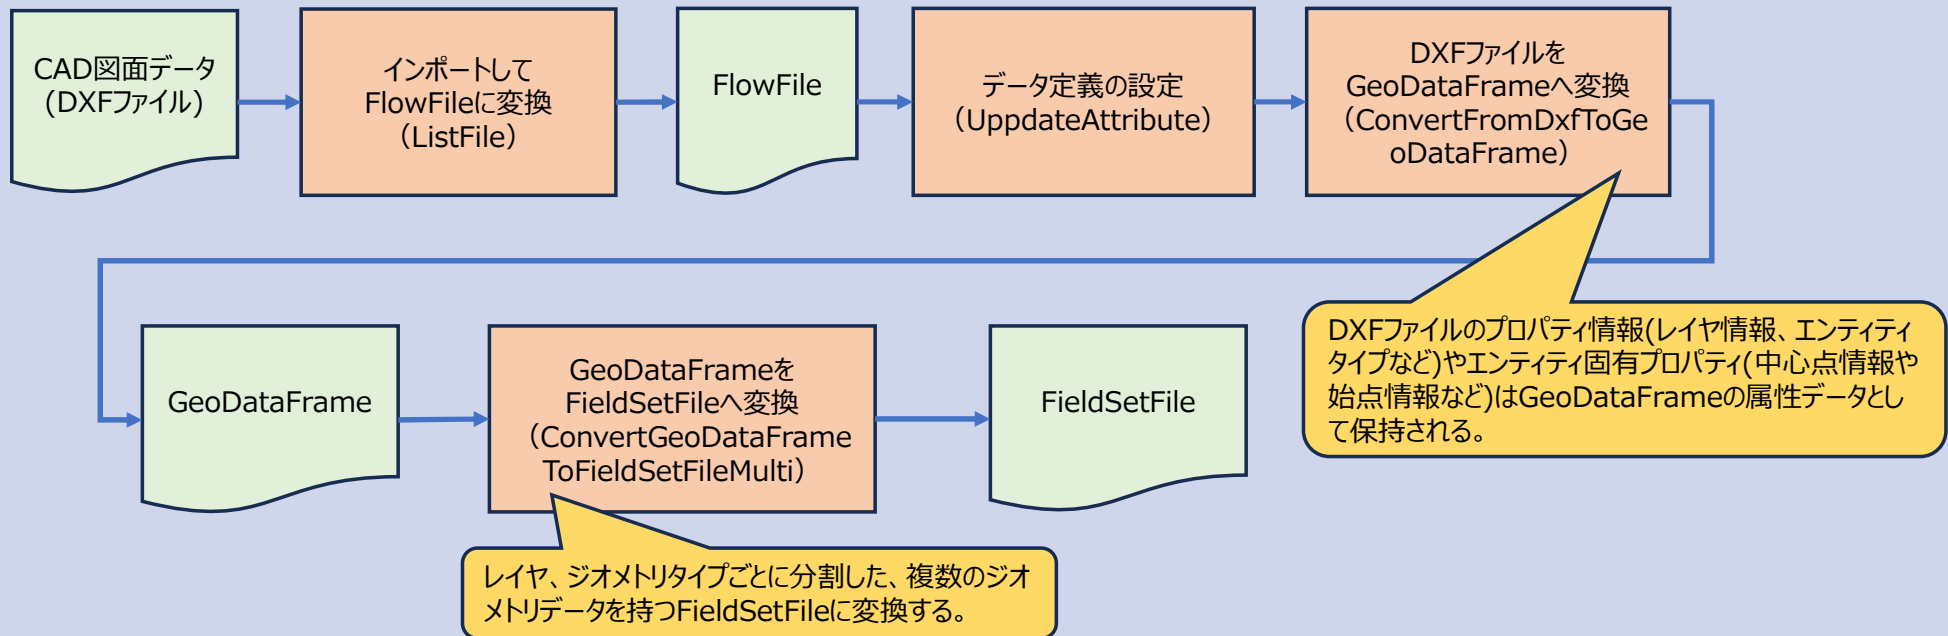 CAD図面データ
(DXFファイル)
インポートして
FlowFileに変換
（ListFile）
FlowFile
データ定義の設定
（UppdateAttribute）
DXFファイルを
GeoDataFrameへ変換
（ConvertFromDxfToGe
oDataFrame）
DXFファイルのプロパティ情報(レイヤ情報、エンティティ
タイプなど)やエンティティ固有プロパティ(中心点情報や
始点情報など)はGeoDataFrameの属性データとし
て保持される。
GeoDataFrame
GeoDataFrameを
FieldSetFileへ変換
（ConvertGeoDataFrame
ToFieldSetFileMulti）
FieldSetFile
レイヤ、ジオメトリタイプごとに分割した、複数のジオ
メトリデータを持つFieldSetFileに変換する。